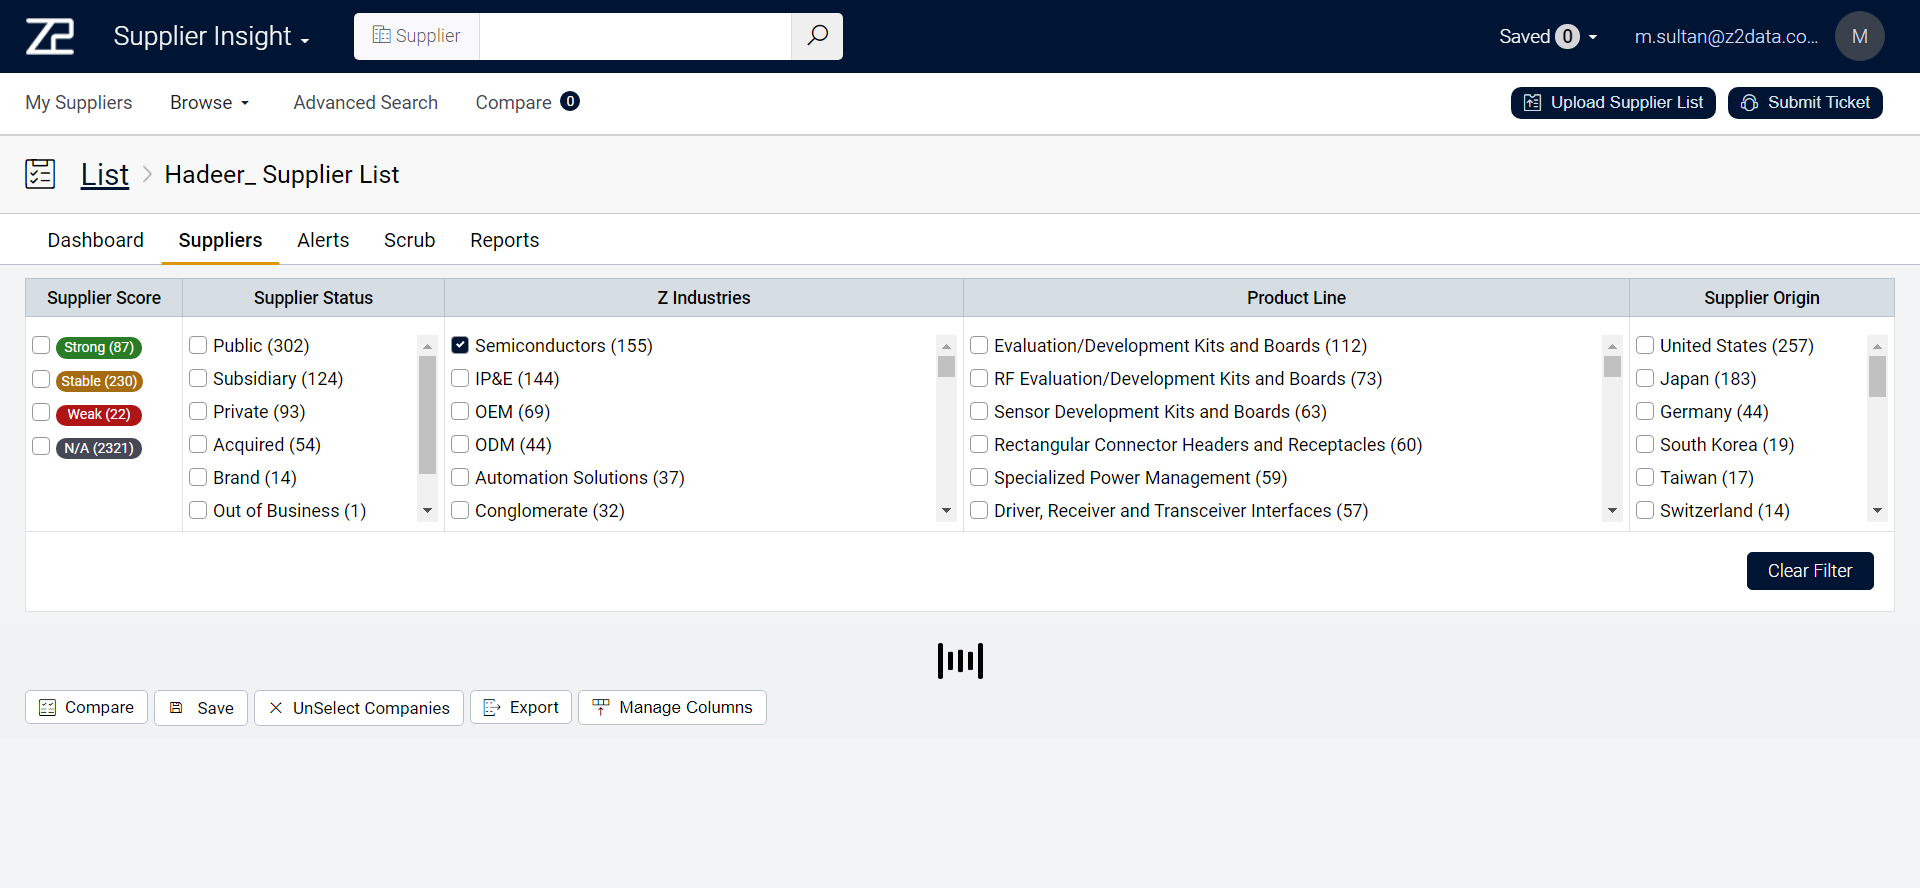 Z2 Supplier Insight Supplier Saved 0 m.sultan@z2data.co... M
My Suppliers Browse Advanced Search Compare 0 Upload Supplier List Submit Ticket
List > Hadeer_ Supplier List
Dashboard Suppliers Alerts Scrub Reports
Supplier Score Supplier Status Z Industries Product Line Supplier Origin
Strong (87) Public (302) Semiconductors (155) Evaluation/Development Kits and Boards (112) United States (257)
Stable (230) Subsidiary (124) IP&E (144) RF Evaluation/Development Kits and Boards (73) Japan (183)
Weak (22) Private (93) OEM (69) Sensor Development Kits and Boards (63) Germany (44)
N/A (2321) Acquired (54) ODM (44) Rectangular Connector Headers and Receptacles (60) South Korea (19)
Brand (14) Automation Solutions (37) Specialized Power Management (59) Taiwan (17)
Out of Business (1) Conglomerate (32) Driver, Receiver and Transceiver Interfaces (57) Switzerland (14)
Clear Filter
Compare Save UnSelect Companies Export Manage Columns